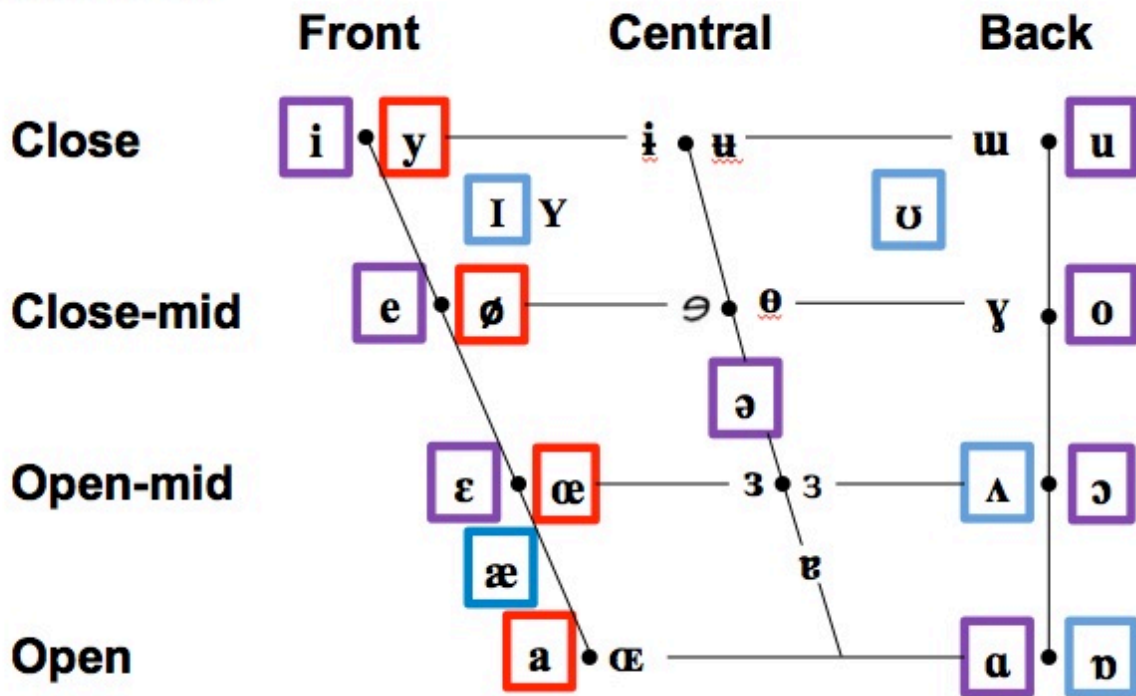 Front Central Back
Close i y ɨ ʉ ɯ u
I Y ʊ
Close-mid e ø ɘ ɵ ɣ o
ə
Open-mid ɛ œ ɜ ɜ ʌ ɔ
æ ɐ
Open a Œ ɑ ɒ